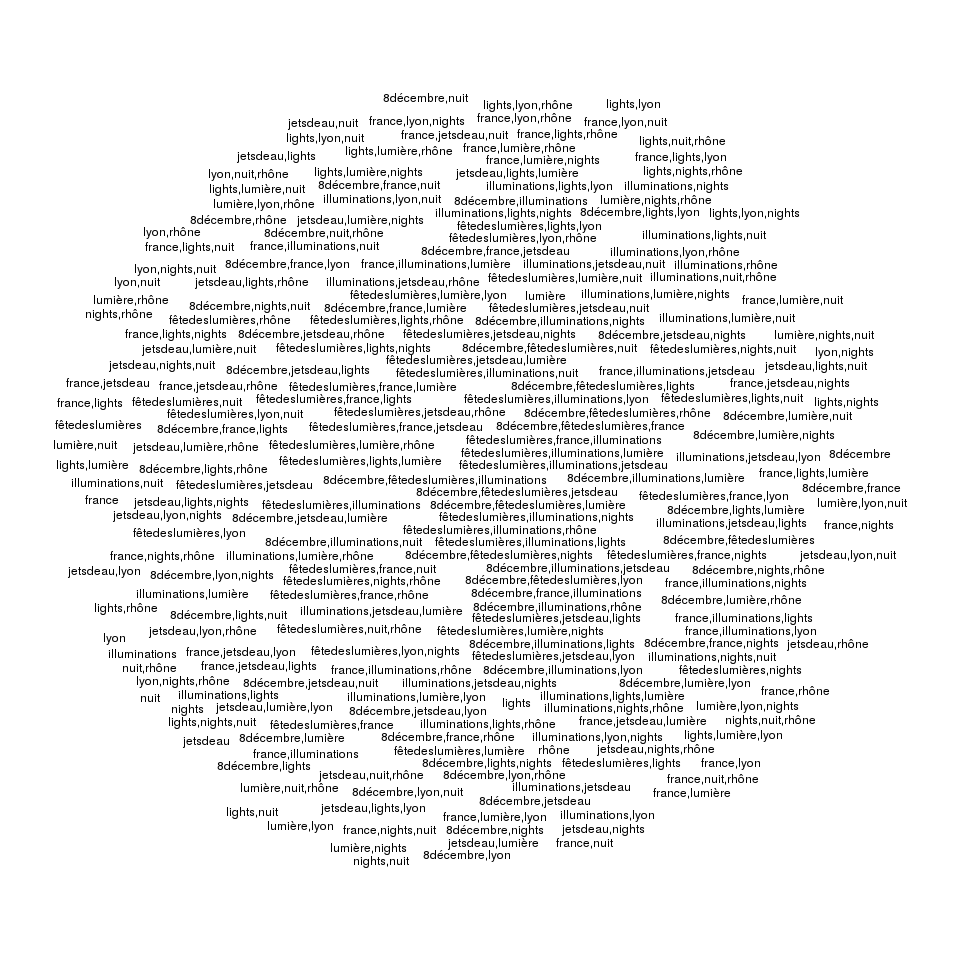 8décembre,nuit
lights,lyon,rhône lights,lyon
jetsdeau,nuit france,lyon,nights france,lyon,rhône france,lyon,nuit
lights,lyon,nuit france,jetsdeau,nuit france,lights,rhône
lights,nuit,rhône
jetsdeau,lights lights,lumière,rhône france,lumière,rhône
france,lumière,nights france,lights,lyon
lyon,nuit,rhône lights,lumière,nights jetsdeau,lights,lumière lights,nights,rhône
lights,lumière,nuit 8décembre,france,nuit illuminations,lights,lyon illuminations,nights
lumière,lyon,rhône illuminations,lyon,nuit 8décembre,illuminations lumière,nights,rhône
8décembre,rhône jetsdeau,lumière,nights illuminations,lights,nights 8décembre,lights,lyon lights,lyon,nights
lyon,rhône 8décembre,nuit,rhône fêtedeslumières,lights,lyon
fêtedeslumières,lyon,rhône illuminations,lights,nuit
france,lights,nuit france,illuminations,nuit 8décembre,france,jetsdeau illuminations,lyon,rhône
lyon,nights,nuit 8décembre,france,lyon france,illuminations,lumière illuminations,jetsdeau,nuit illuminations,rhône
lyon,nuit jetsdeau,lights,rhône illuminations,jetsdeau,rhône fêtedeslumières,lumière,nuit illuminations,nuit,rhône
lumière,rhône fêtedeslumières,lumière,lyon lumière illuminations,lumière,nights france,lumière,nuit
nights,rhône 8décembre,nights,nuit 8décembre,france,lumière fêtedeslumières,jetsdeau,nuit
fêtedeslumières,rhône fêtedeslumières,lights,rhône 8décembre,illuminations,nights illuminations,lumière,nuit
france,lights,nights 8décembre,jetsdeau,rhône fêtedeslumières,jetsdeau,nights 8décembre,jetsdeau,nights lumière,nights,nuit
jetsdeau,lumière,nuit fêtedeslumières,lights,nights 8décembre,fêtedeslumières,nuit fêtedeslumières,nights,nuit lyon,nights
jetsdeau,nights,nuit 8décembre,jetsdeau,lights fêtedeslumières,jetsdeau,lumière jetsdeau,lights,nuit
fêtedeslumières,illuminations,nuit france,illuminations,jetsdeau
france,jetsdeau france,jetsdeau,rhône fêtedeslumières,france,lumière 8décembre,fêtedeslumières,lights france,jetsdeau,nights
france,lights fêtedeslumières,nuit fêtedeslumières,france,lights fêtedeslumières,illuminations,lyon fêtedeslumières,lights,nuit lights,nights
fêtedeslumières,lyon,nuit fêtedeslumières,jetsdeau,rhône 8décembre,fêtedeslumières,rhône 8décembre,lumière,nuit
fêtedeslumières 8décembre,france,lights fêtedeslumières,france,jetsdeau 8décembre,fêtedeslumières,france
lumière,nuit jetsdeau,lumière,rhône fêtedeslumières,lumière,rhône fêtedeslumières,france,illuminations 8décembre,lumière,nights
fêtedeslumières,illuminations,lumière illuminations,jetsdeau,lyon 8décembre
lights,lumière 8décembre,lights,rhône fêtedeslumières,lights,lumière fêtedeslumières,illuminations,jetsdeau
illuminations,nuit fêtedeslumières,jetsdeau 8décembre,fêtedeslumières,illuminations 8décembre,illuminations,lumière france,lights,lumière
8décembre,fêtedeslumières,jetsdeau fêtedeslumières,france,lyon 8décembre,france
france jetsdeau,lights,nights fêtedeslumières,illuminations 8décembre,fêtedeslumières,lumière 8décembre,lights,lumière lumière,lyon,nuit
jetsdeau,lyon,nights 8décembre,jetsdeau,lumière fêtedeslumières,illuminations,nights illuminations,jetsdeau,lights france,nights
fêtedeslumières,lyon fêtedeslumières,illuminations,rhône
8décembre,illuminations,nuit fêtedeslumières,illuminations,lights 8décembre,fêtedeslumières
france,nights,rhône illuminations,lumière,rhône 8décembre,fêtedeslumières,nights fêtedeslumières,france,nights jetsdeau,lyon,nuit
jetsdeau,lyon 8décembre,lyon,nights fêtedeslumières,france,nuit 8décembre,illuminations,jetsdeau 8décembre,nights,rhône
fêtedeslumières,nights,rhône 8décembre,fêtedeslumières,lyon france,illuminations,nights
illuminations,lumière fêtedeslumières,france,rhône 8décembre,france,illuminations
lights,rhône 8décembre,lights,nuit illuminations,jetsdeau,lumière 8décembre,illuminations,rhône 8décembre,lumière,rhône
fêtedeslumières,jetsdeau,lights france,illuminations,lights
lyon jetsdeau,lyon,rhône fêtedeslumières,nuit,rhône fêtedeslumières,lumière,nights france,illuminations,lyon
illuminations france,jetsdeau,lyon fêtedeslumières,lyon,nights 8décembre,illuminations,lights 8décembre,france,nights jetsdeau,rhône
fêtedeslumières,jetsdeau,lyon illuminations,nights,nuit
nuit,rhône france,jetsdeau,lights france,illuminations,rhône 8décembre,illuminations,lyon fêtedeslumières,nights
lyon,nights,rhône 8décembre,jetsdeau,nuit illuminations,jetsdeau,nights 8décembre,lumière,lyon
nuit illuminations,lights illuminations,lumière,lyon illuminations,lights,lumière france,rhône
nights jetsdeau,lumière,lyon 8décembre,jetsdeau,lyon lights illuminations,nights,rhône lumière,lyon,nights
lights,nights,nuit fêtedeslumières,france illuminations,lights,rhône france,jetsdeau,lumière nights,nuit,rhône
jetsdeau 8décembre,lumière 8décembre,france,rhône illuminations,lyon,nights lights,lumière,lyon
france,illuminations fêtedeslumières,lumière rhône jetsdeau,nights,rhône
8décembre,lights 8décembre,lights,nights fêtedeslumières,lights france,lyon
jetsdeau,nuit,rhône 8décembre,lyon,rhône france,nuit,rhône
lumière,nuit,rhône 8décembre,lyon,nuit illuminations,jetsdeau france,lumière
8décembre,jetsdeau
lights,nuit jetsdeau,lights,lyon france,lumière,lyon illuminations,lyon
lumière,lyon france,nights,nuit 8décembre,nights jetsdeau,nights
lumière,nights jetsdeau,lumière france,nuit
nights,nuit 8décembre,lyon